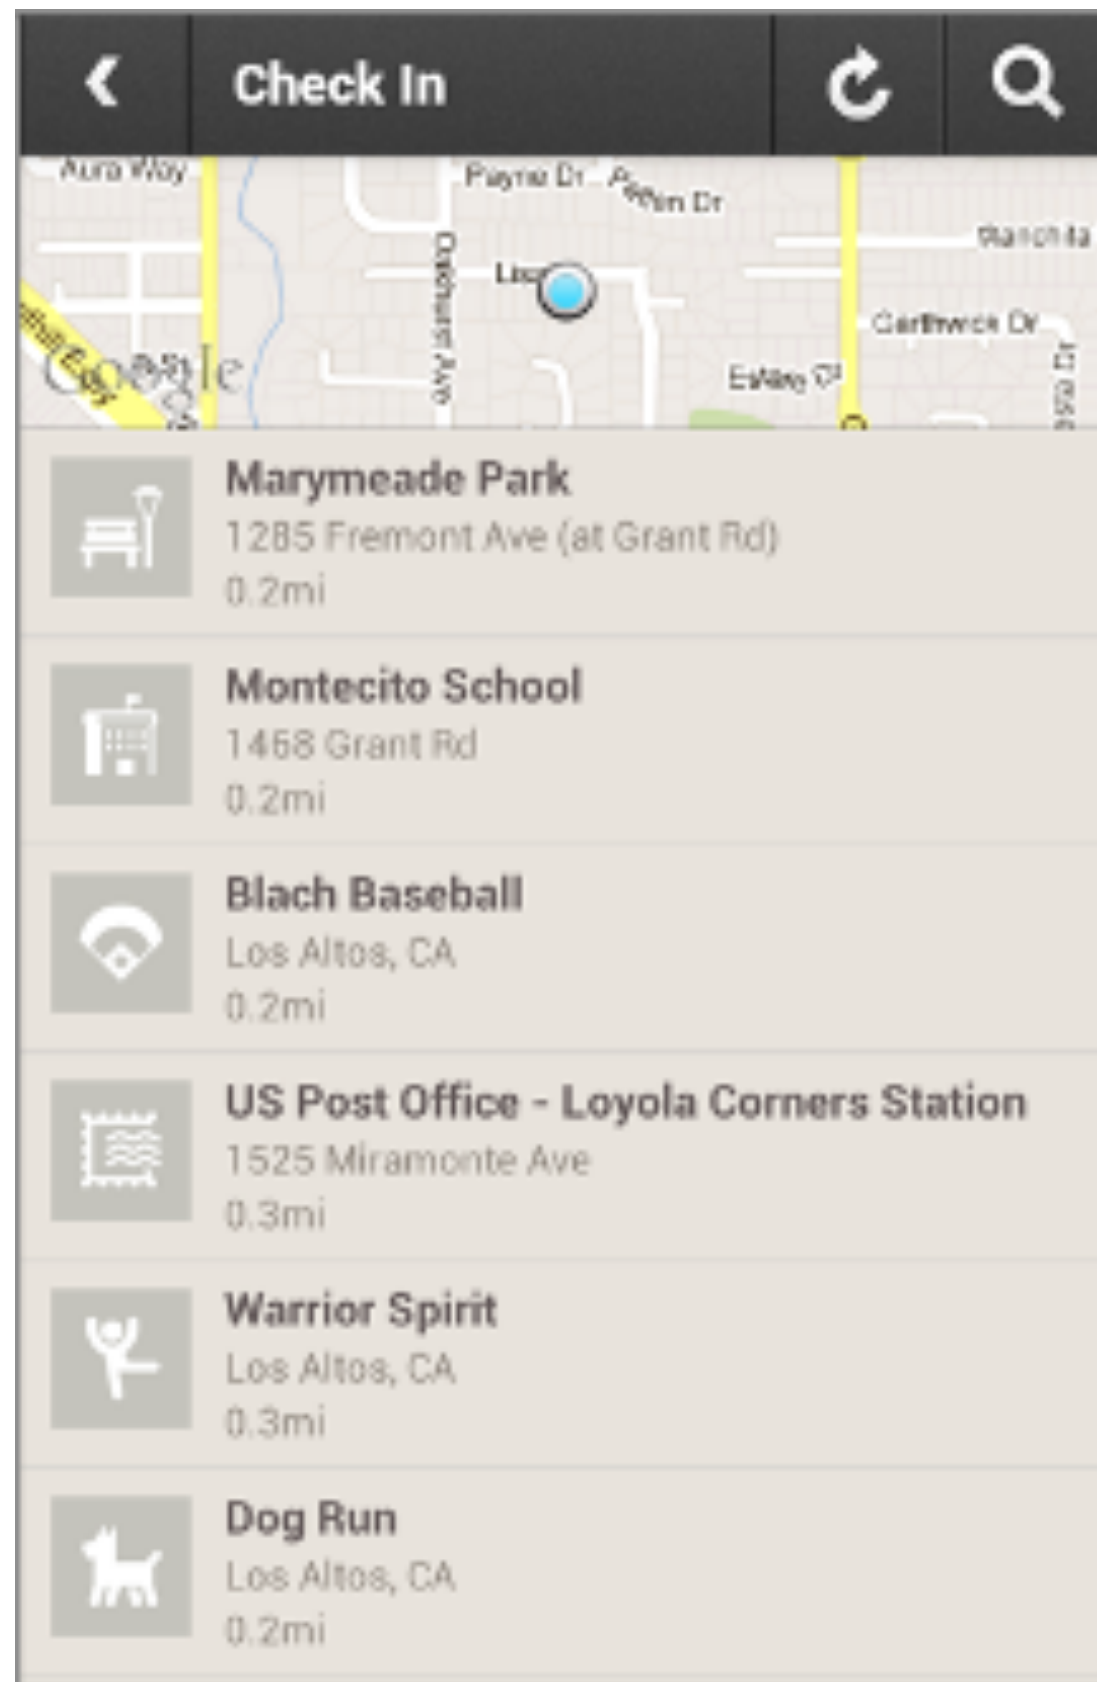 Check In
Aura Way
Payne Dr
Dr
Ranchita
Oakhurst Ave
Garthwick Dr
Google
Marymeade Park
1285 Fremont Ave (at Grant Rd)
0.2mi
Montecito School
1468 Grant Rd
0.2mi
Blach Baseball
Los Altos, CA
0.2mi
US Post Office - Loyola Corners Station
1525 Miramonte Ave
0.3mi
Warrior Spirit
Los Altos, CA
0.3mi
Dog Run
Los Altos, CA
0.2mi